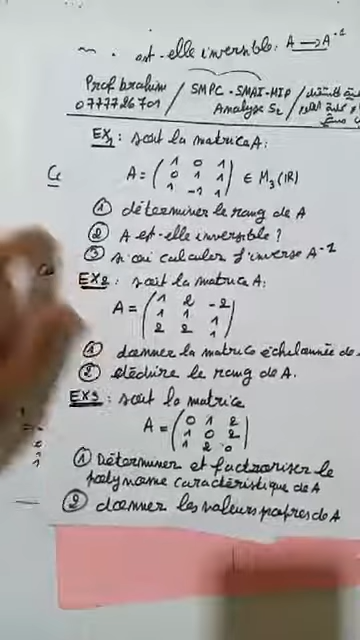 est-elle inversible: A → A⁻¹
Prof brahim / SMPC-SMAI-MIP /
0777726701 / Analyse S2 /
EX1: soit la matrice A:
A = ( 1 0 1
0 1 1
1 -1 1 ) ∈ M₃(IR)
① déterminer le rang de A
② A est-elle inversible ?
③ si oui calculer l'inverse A⁻¹
EX2: soit la matrice A:
A = ( 1 2 -2
1 1 1
2 2 1 )
① donner la matrice échelonnée de
② déduire le rang de A.
EX3: soit la matrice
A = ( 0 1 2
1 0 2
1 2 0 )
① Déterminer et factoriser le
polynome caractéristique de A
② donner les valeurs propres de A